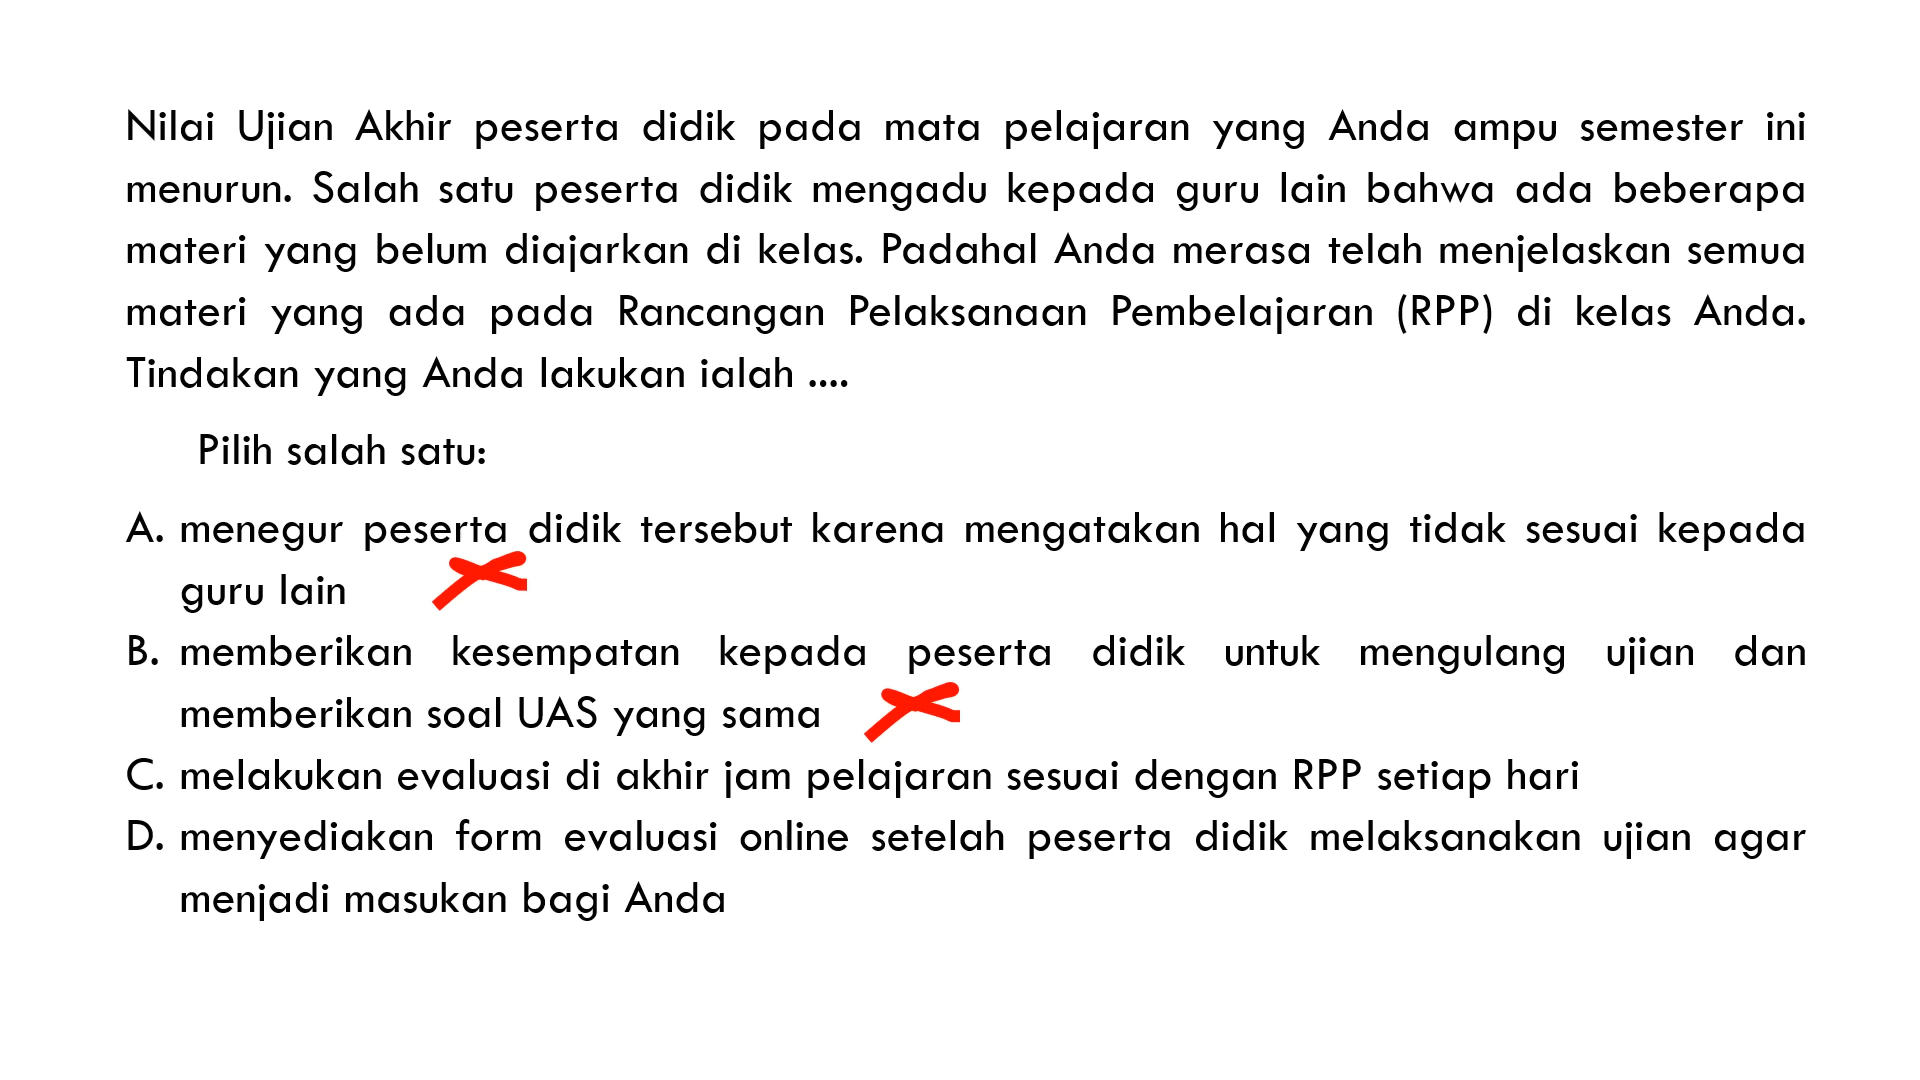 Nilai Ujian Akhir peserta didik pada mata pelajaran yang Anda ampu semester ini
menurun. Salah satu peserta didik mengadu kepada guru lain bahwa ada beberapa
materi yang belum diajarkan di kelas. Padahal Anda merasa telah menjelaskan semua
materi yang ada pada Rancangan Pelaksanaan Pembelajaran (RPP) di kelas Anda.
Tindakan yang Anda lakukan ialah ....
Pilih salah satu:
A. menegur peserta didik tersebut karena mengatakan hal yang tidak sesuai kepada
guru lain
B. memberikan kesempatan kepada peserta didik untuk mengulang ujian dan
memberikan soal UAS yang sama
C. melakukan evaluasi di akhir jam pelajaran sesuai dengan RPP setiap hari
D. menyediakan form evaluasi online setelah peserta didik melaksanakan ujian agar
menjadi masukan bagi Anda